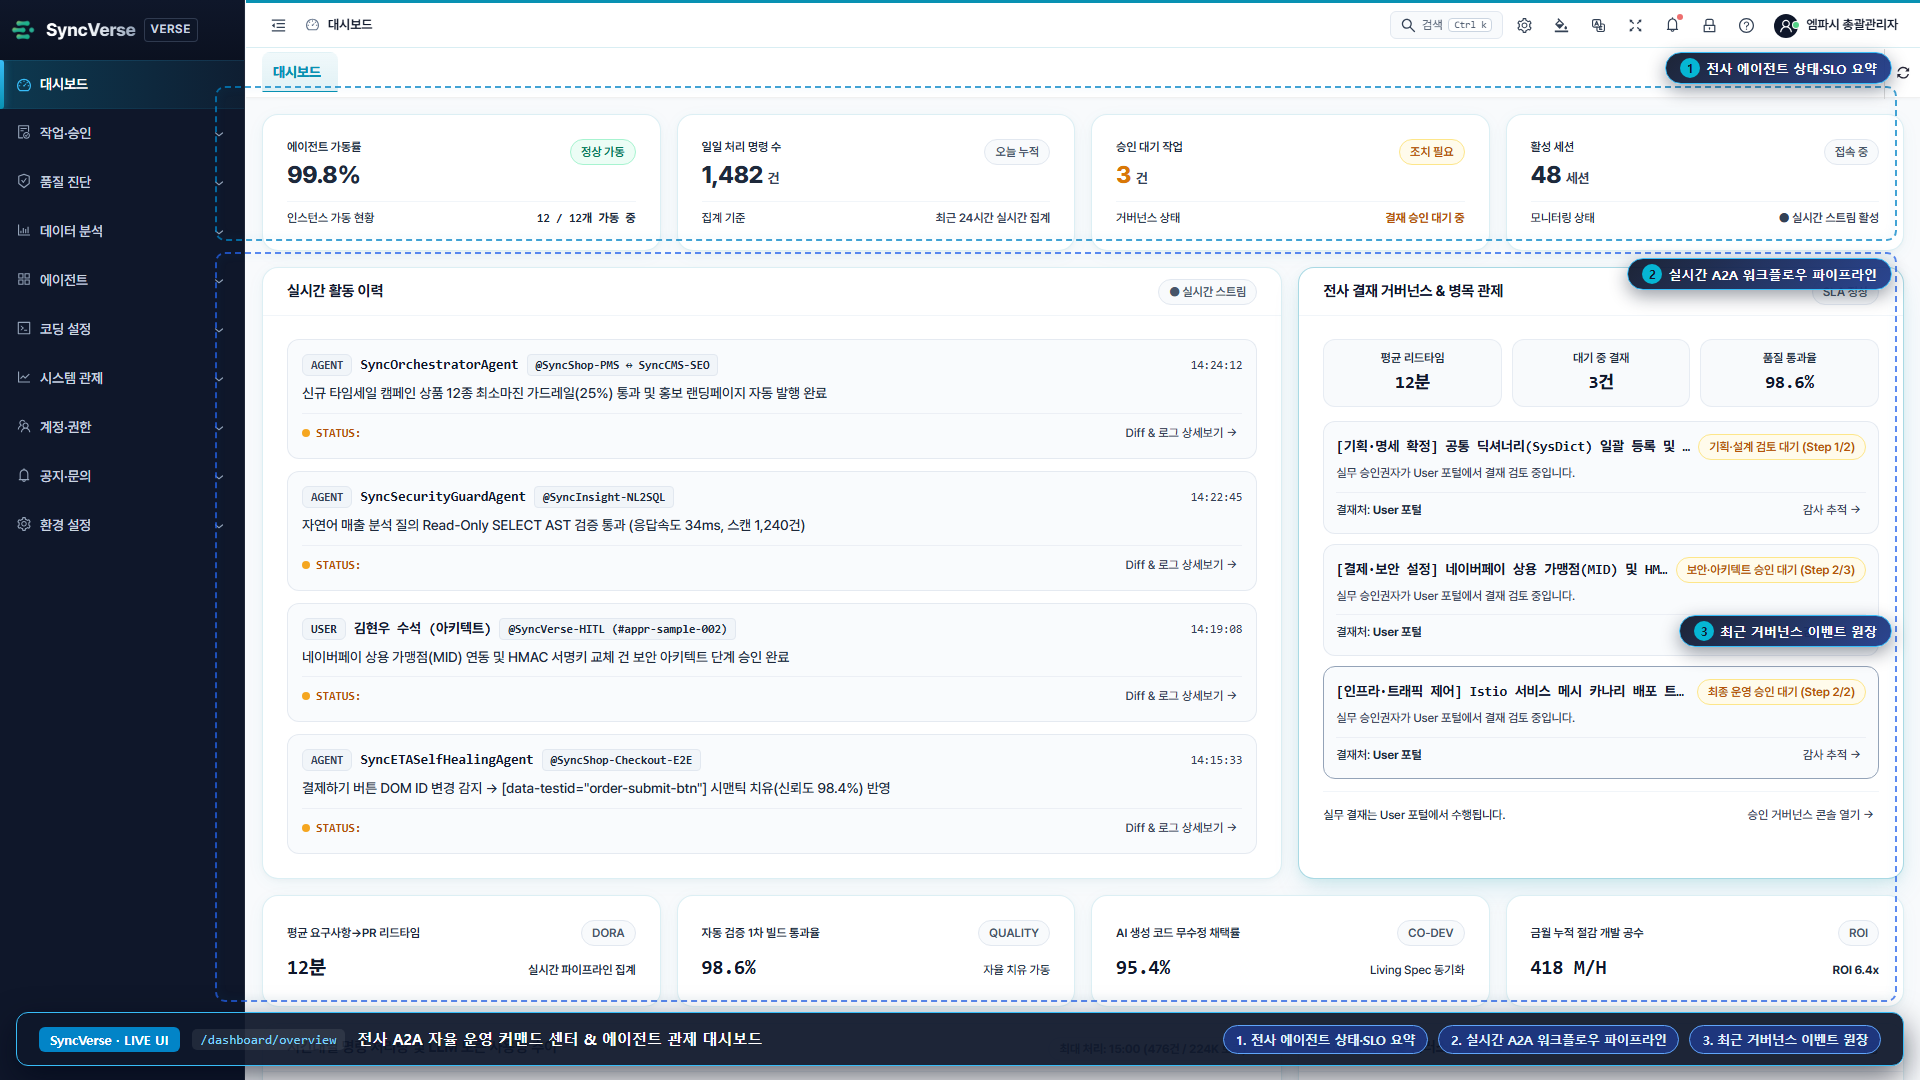 SyncVerse VERSE
대시보드
작업·승인
품질 진단
데이터 분석
에이전트
코딩 설정
시스템 관제
계정·권한
공지·문의
환경 설정
대시보드
검색 Ctrl k
엠파시 총괄관리자
대시보드
1 전사 에이전트 상태·SLO 요약
에이전트 가동률
정상 가동
99.8%
인스턴스 가동 현황
12 / 12개 가동 중
일일 처리 명령 수
오늘 누적
1,482 건
집계 기준
최근 24시간 실시간 집계
승인 대기 작업
조치 필요
3 건
거버넌스 상태
결재 승인 대기 중
활성 세션
접속 중
48 세션
모니터링 상태
실시간 스트림 활성
실시간 활동 이력
실시간 스트림
AGENT SyncOrchestratorAgent @SyncShop-PMS ↔ SyncCMS-SEO 14:24:12
신규 타임세일 캠페인 상품 12종 최소마진 가드레일(25%) 통과 및 홍보 랜딩페이지 자동 발행 완료
STATUS: Diff & 로그 상세보기 →
AGENT SyncSecurityGuardAgent @SyncInsight-NL2SQL 14:22:45
자연어 매출 분석 질의 Read-Only SELECT AST 검증 통과 (응답속도 34ms, 스캔 1,240건)
STATUS: Diff & 로그 상세보기 →
USER 김현우 수석 (아키텍트) @SyncVerse-HITL (#appr-sample-002) 14:19:08
네이버페이 상용 가맹점(MID) 연동 및 HMAC 서명키 교체 건 보안 아키텍트 단계 승인 완료
STATUS: Diff & 로그 상세보기 →
AGENT SyncETASelfHealingAgent @SyncShop-Checkout-E2E 14:15:33
결제하기 버튼 DOM ID 변경 감지 → [data-testid="order-submit-btn"] 시맨틱 치유(신뢰도 98.4%) 반영
STATUS: Diff & 로그 상세보기 →
2 실시간 A2A 워크플로우 파이프라인
전사 결재 거버넌스 & 병목 관제
SLA 정상
평균 리드타임
12분
대기 중 결재
3건
품질 통과율
98.6%
[기획·명세 확정] 공통 딕셔너리(SysDict) 일괄 등록 및 … 기획·설계 검토 대기 (Step 1/2)
실무 승인권자가 User 포털에서 결재 검토 중입니다.
결재처: User 포털 감사 추적 →
[결제·보안 설정] 네이버페이 상용 가맹점(MID) 및 HM… 보안·아키텍트 승인 대기 (Step 2/3)
실무 승인권자가 User 포털에서 결재 검토 중입니다.
결재처: User 포털
3 최근 거버넌스 이벤트 원장
[인프라·트래픽 제어] Istio 서비스 메시 카나리 배포 트… 최종 운영 승인 대기 (Step 2/2)
실무 승인권자가 User 포털에서 결재 검토 중입니다.
결재처: User 포털 감사 추적 →
실무 결재는 User 포털에서 수행됩니다. 승인 거버넌스 콘솔 열기 →
평균 요구사항→PR 리드타임
DORA
12분
실시간 파이프라인 집계
자동 검증 1차 빌드 통과율
QUALITY
98.6%
자율 치유 가동
AI 생성 코드 무수정 채택률
CO-DEV
95.4%
Living Spec 동기화
금월 누적 절감 개발 공수
ROI
418 M/H
ROI 6.4x
SyncVerse · LIVE UI /dashboard/overview 전사 A2A 자율 운영 커맨드 센터 & 에이전트 관제 대시보드
1. 전사 에이전트 상태·SLO 요약 2. 실시간 A2A 워크플로우 파이프라인 3. 최근 거버넌스 이벤트 원장